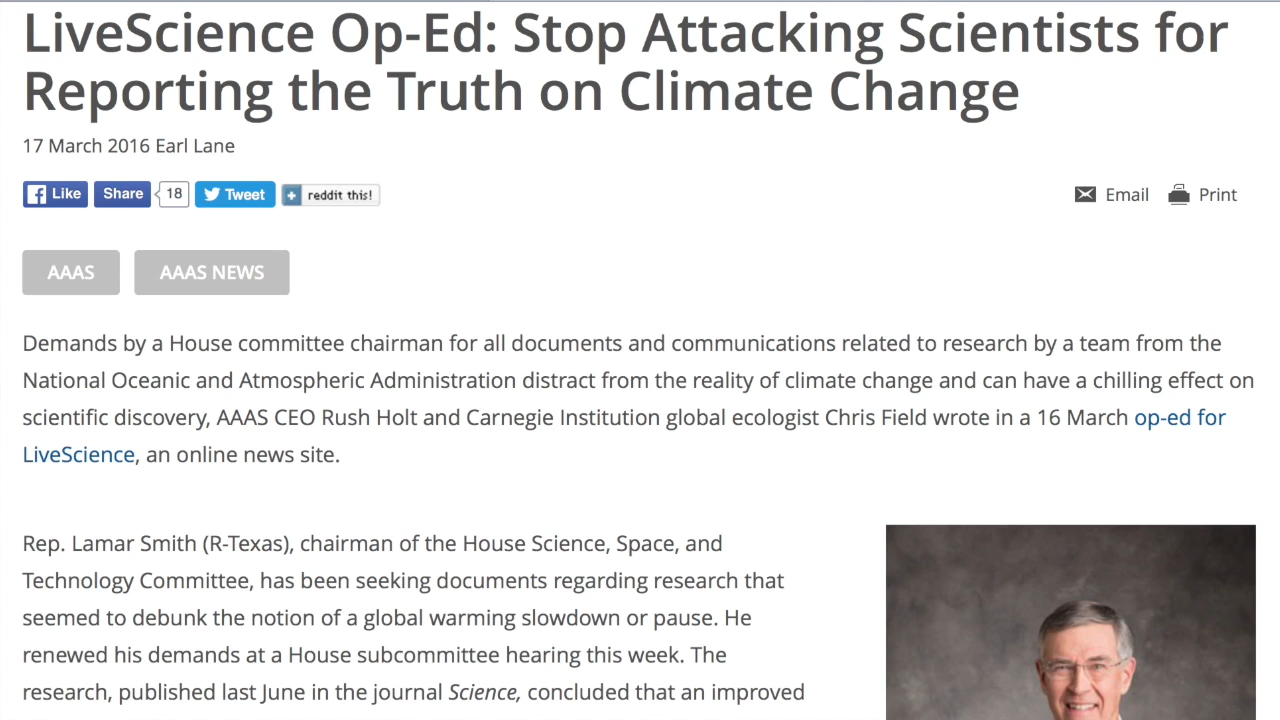 LiveScience Op-Ed: Stop Attacking Scientists for
Reporting the Truth on Climate Change
17 March 2016 Earl Lane
Like Share 18 Tweet + reddit this! Email Print
AAAS AAAS NEWS
Demands by a House committee chairman for all documents and communications related to research by a team from the
National Oceanic and Atmospheric Administration distract from the reality of climate change and can have a chilling effect on
scientific discovery, AAAS CEO Rush Holt and Carnegie Institution global ecologist Chris Field wrote in a 16 March op-ed for
LiveScience, an online news site.
Rep. Lamar Smith (R-Texas), chairman of the House Science, Space, and
Technology Committee, has been seeking documents regarding research that
seemed to debunk the notion of a global warming slowdown or pause. He
renewed his demands at a House subcommittee hearing this week. The
research, published last June in the journal Science, concluded that an improved